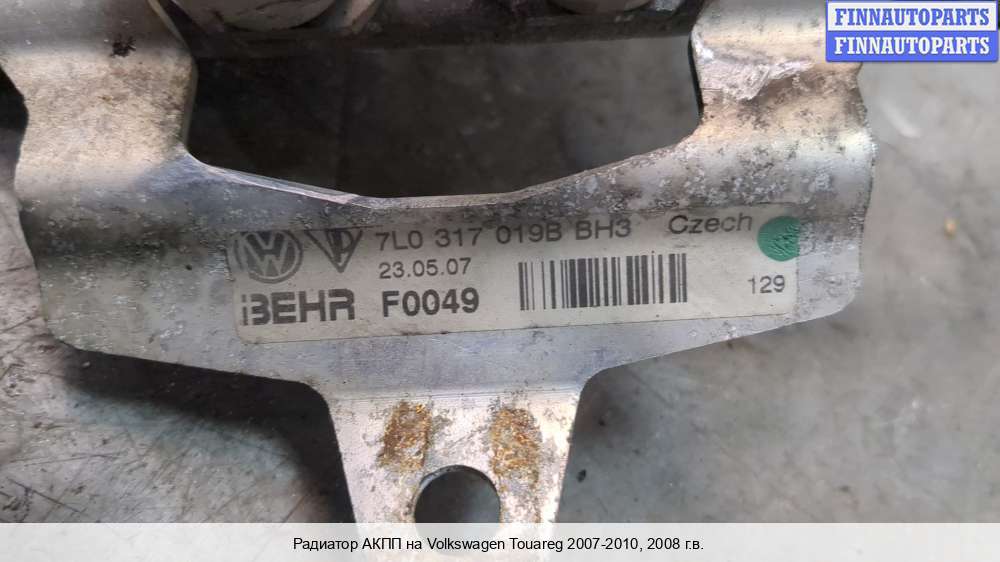 FINNAUTOPARTS
FINNAUTOPARTS
7L0 317 019B BH3 Czech
23.05.07
BEHR F0049
129
Радиатор АКПП на Volkswagen Touareg 2007-2010, 2008 г.в.